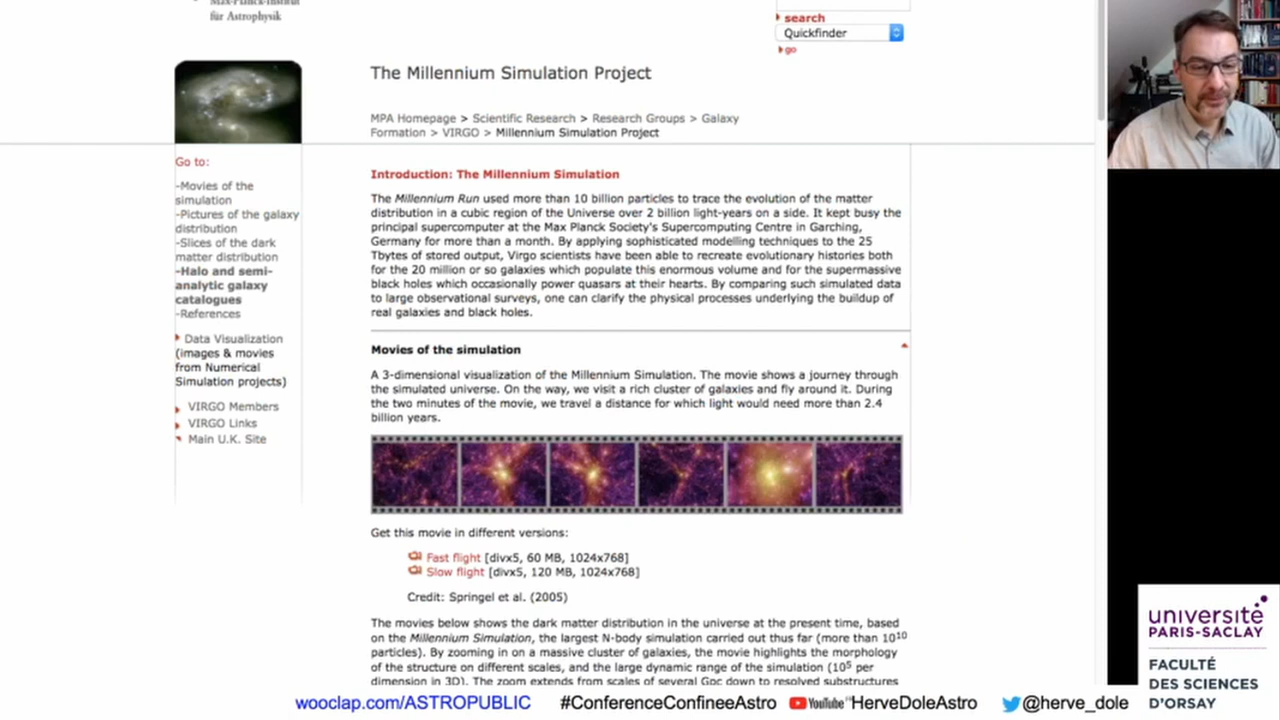 Max-Planck-Institut
für Astrophysik
search
Quickfinder
go
The Millennium Simulation Project
MPA Homepage > Scientific Research > Research Groups > Galaxy
Formation > VIRGO > Millennium Simulation Project
Go to:
-Movies of the
simulation
-Pictures of the galaxy
distribution
-Slices of the dark
matter distribution
-Halo and semi-
analytic galaxy
catalogues
-References
Data Visualization
(images & movies
from Numerical
Simulation projects)
VIRGO Members
VIRGO Links
Main U.K. Site
Introduction: The Millennium Simulation
The Millennium Run used more than 10 billion particles to trace the evolution of the matter
distribution in a cubic region of the Universe over 2 billion light-years on a side. It kept busy the
principal supercomputer at the Max Planck Society's Supercomputing Centre in Garching,
Germany for more than a month. By applying sophisticated modelling techniques to the 25
Tbytes of stored output, Virgo scientists have been able to recreate evolutionary histories both
for the 20 million or so galaxies which populate this enormous volume and for the supermassive
black holes which occasionally power quasars at their hearts. By comparing such simulated data
to large observational surveys, one can clarify the physical processes underlying the buildup of
real galaxies and black holes.
Movies of the simulation
A 3-dimensional visualization of the Millennium Simulation. The movie shows a journey through
the simulated universe. On the way, we visit a rich cluster of galaxies and fly around it. During
the two minutes of the movie, we travel a distance for which light would need more than 2.4
billion years.
Get this movie in different versions:
Fast flight [divx5, 60 MB, 1024x768]
Slow flight [divx5, 120 MB, 1024x768]
Credit: Springel et al. (2005)
The movies below shows the dark matter distribution in the universe at the present time, based
on the Millennium Simulation, the largest N-body simulation carried out thus far (more than 10¹⁰
particles). By zooming in on a massive cluster of galaxies, the movie highlights the morphology
of the structure on different scales, and the large dynamic range of the simulation (10⁵ per
dimension in 3D). The zoom extends from scales of several Gpc down to resolved substructures
université
PARIS-SACLAY
FACULTÉ
DES SCIENCES
D'ORSAY
wooclap.com/ASTROPUBLIC #ConferenceConfineeAstro YouTube HerveDoleAstro @herve_dole